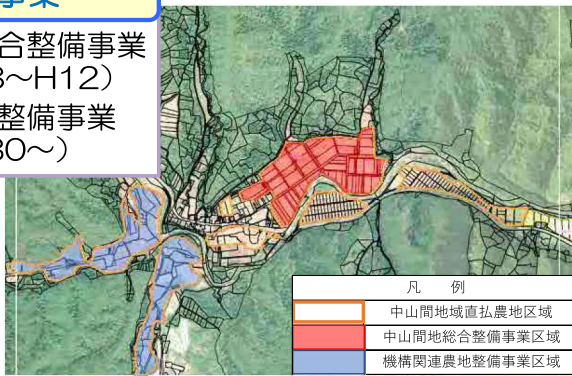 事業
合整備事業
～H12）
整備事業
30～）
凡 例
中山間地域直払農地区域
中山間地総合整備事業区域
機構関連農地整備事業区域